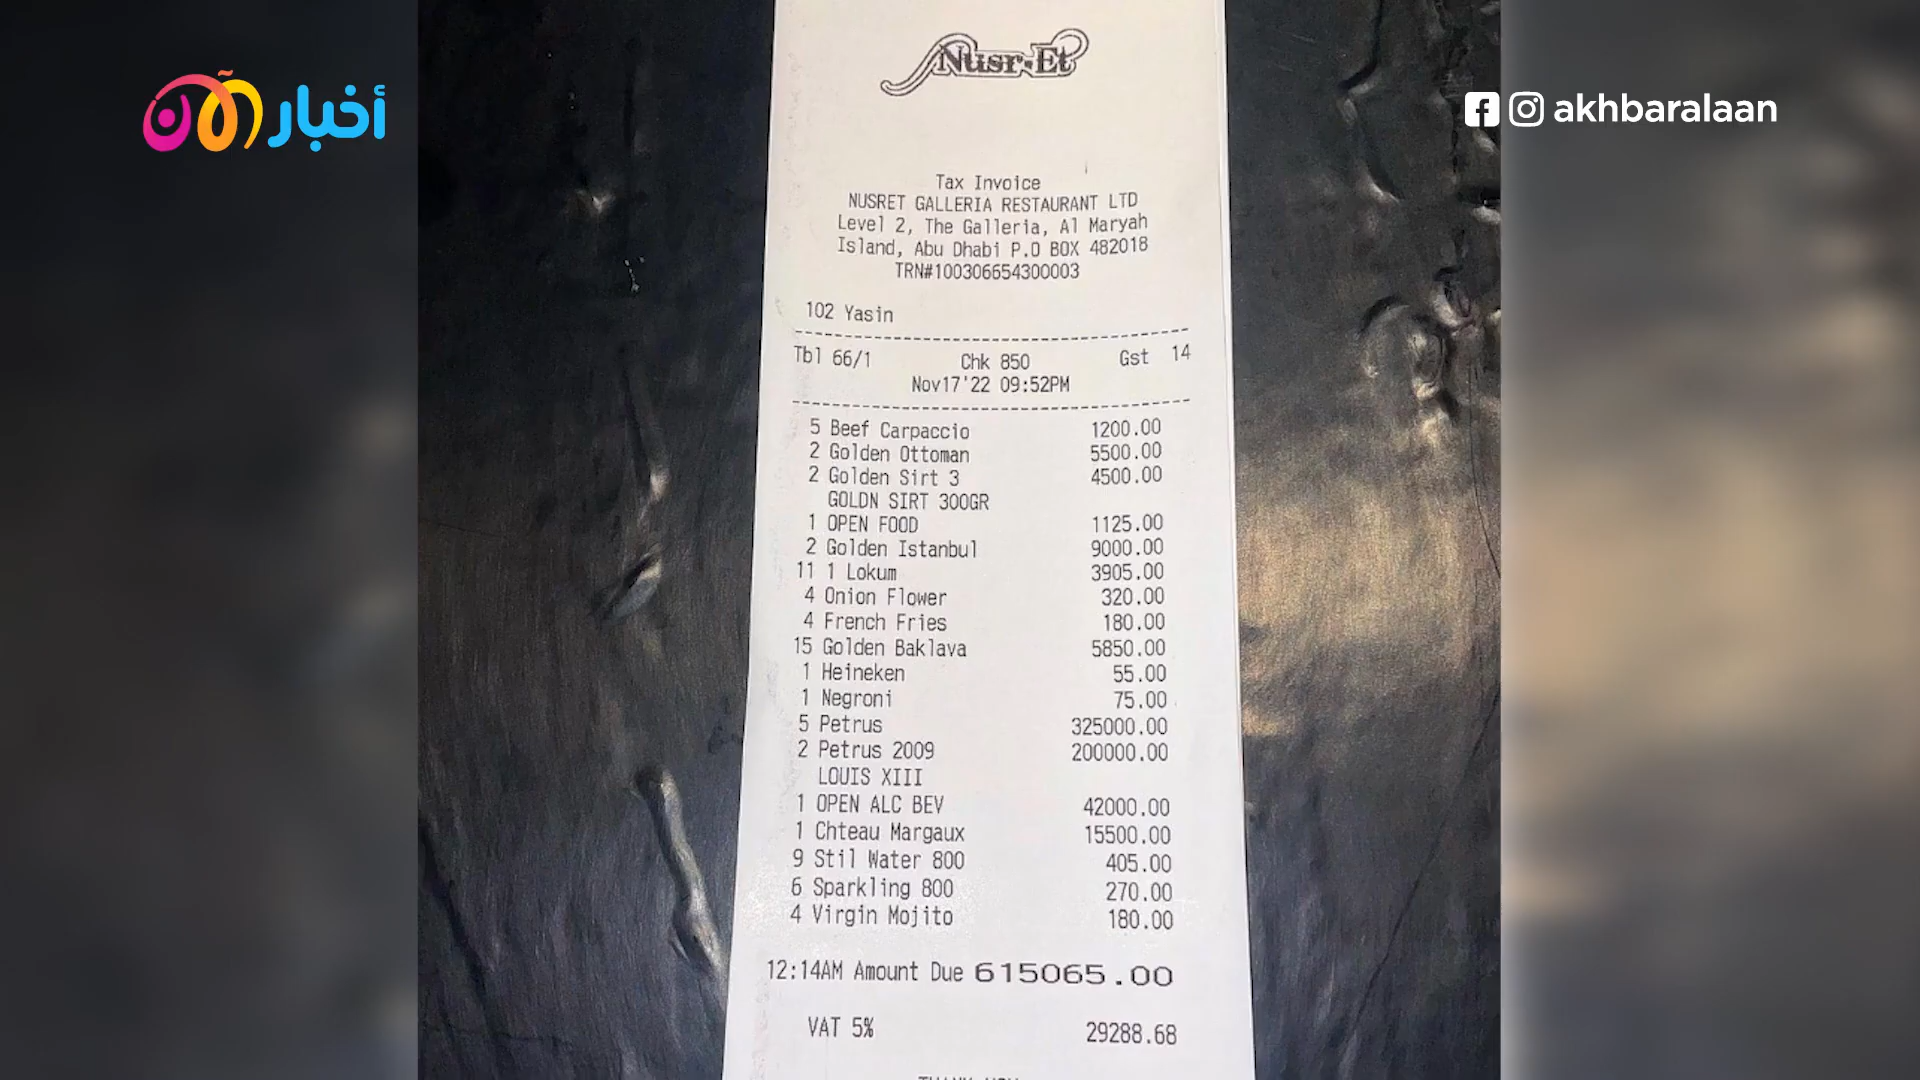 أخبار الآن
akhbaralaan
Nusr-Et
Tax Invoice
NUSRET GALLERIA RESTAURANT LTD
Level 2, The Galleria, Al Maryah
Island, Abu Dhabi P.O BOX 482018
TRN#100306654300003
102 Yasin
Tbl 66/1 Chk 850 Gst 14
Nov17'22 09:52PM
5 Beef Carpaccio 1200.00
2 Golden Ottoman 5500.00
2 Golden Sirt 3 4500.00
GOLDN SIRT 300GR
1 OPEN FOOD 1125.00
2 Golden Istanbul 9000.00
11 1 Lokum 3905.00
4 Onion Flower 320.00
4 French Fries 180.00
15 Golden Baklava 5850.00
1 Heineken 55.00
1 Negroni 75.00
5 Petrus 325000.00
2 Petrus 2009 200000.00
LOUIS XIII
1 OPEN ALC BEV 42000.00
1 Chteau Margaux 15500.00
9 Stil Water 800 405.00
6 Sparkling 800 270.00
4 Virgin Mojito 180.00
12:14AM Amount Due 615065.00
VAT 5% 29288.68